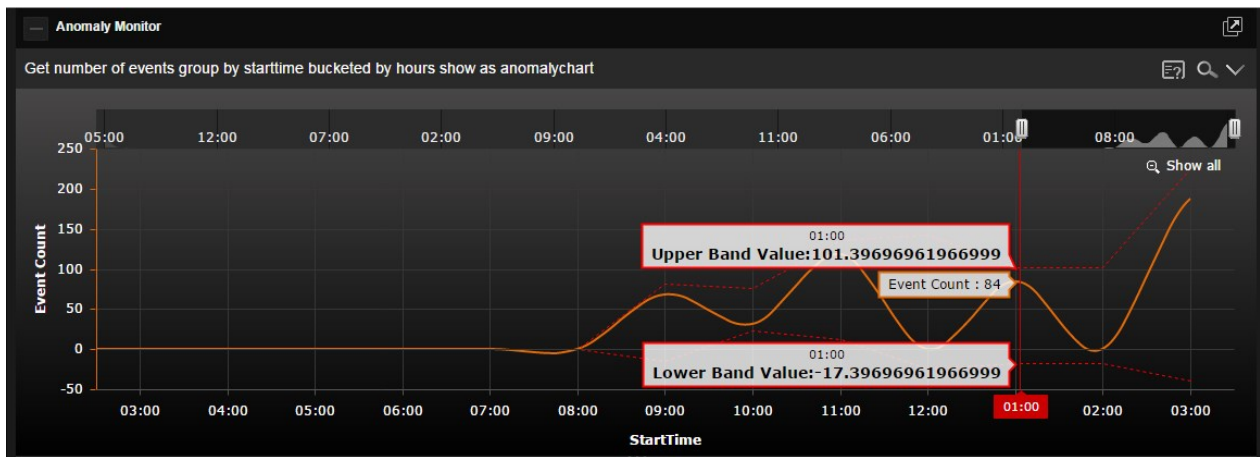 Anomaly Monitor
Get number of events group by starttime bucketed by hours show as anomalychart
05:00 12:00 07:00 02:00 09:00 04:00 11:00 06:00 01:00 08:00
Show all
250
200
150
100
50
0
-50
Event Count
01:00
Upper Band Value:101.39696961966999
Event Count : 84
01:00
Lower Band Value:-17.39696961966999
03:00 04:00 05:00 06:00 07:00 08:00 09:00 10:00 11:00 12:00 01:00 02:00 03:00
StartTime